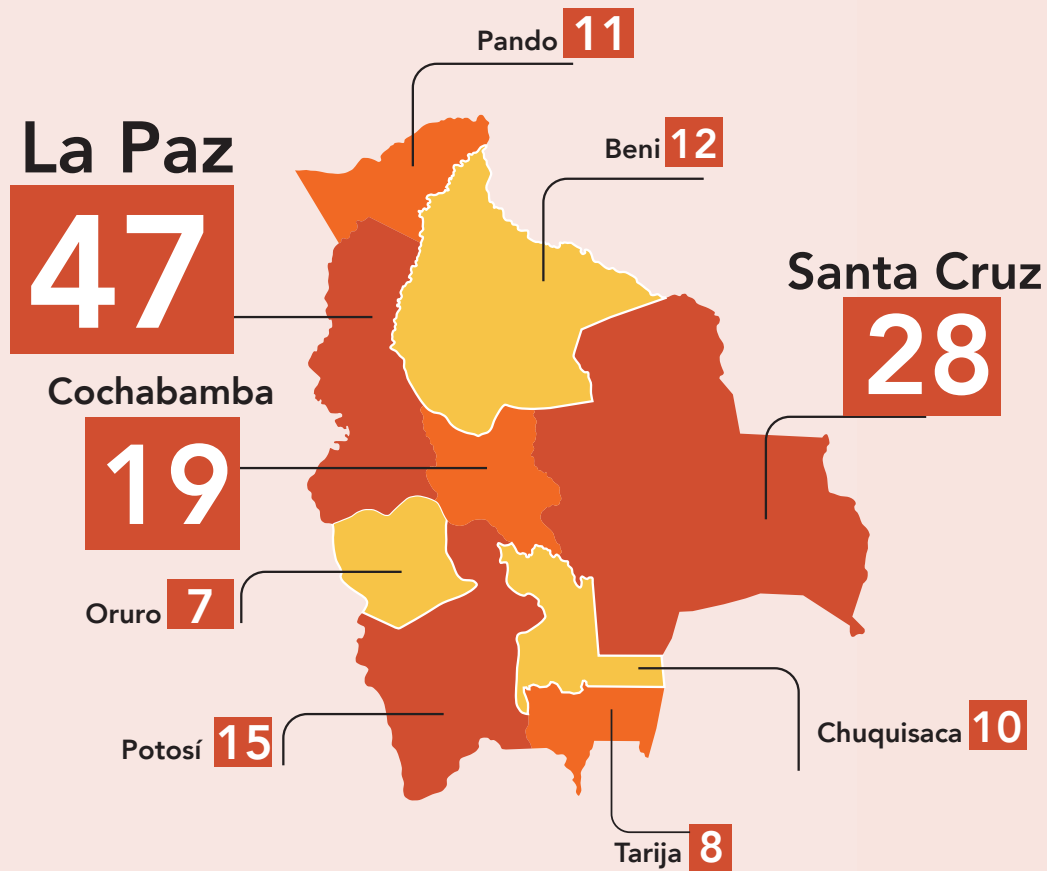 Pando 11
Beni 12
La Paz
47
Santa Cruz
28
Cochabamba
19
Oruro 7
Potosí 15
Chuquisaca 10
Tarija 8